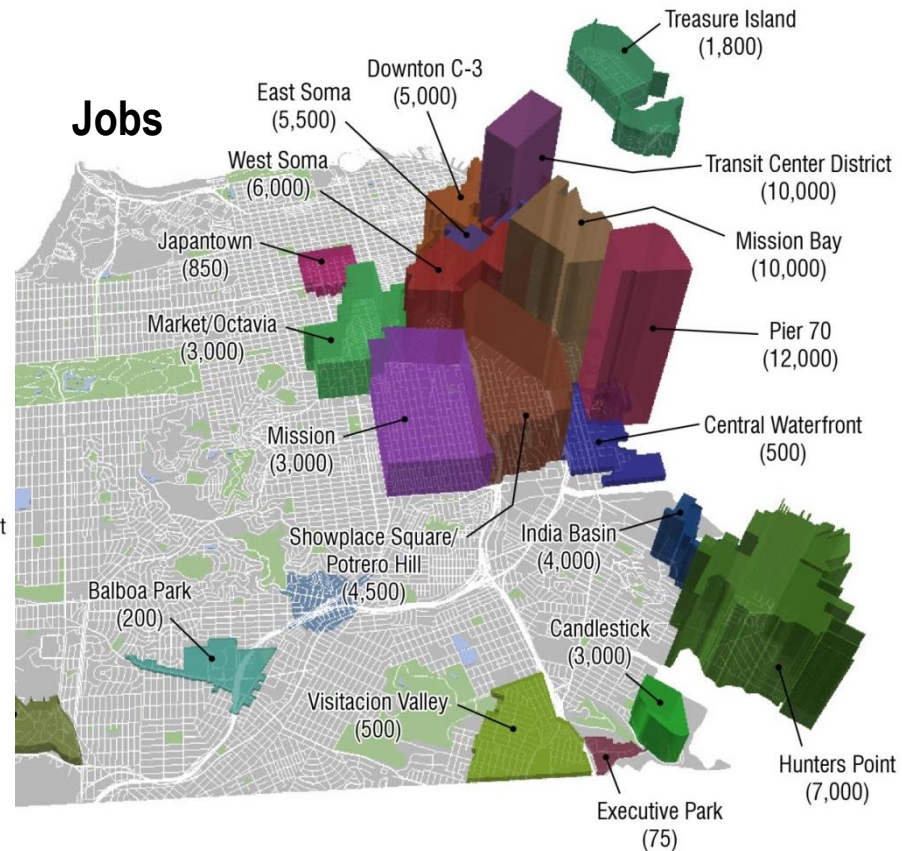 Treasure Island
(1,800)
Downton C-3
(5,000)
Jobs
East Soma
(5,500)
West Soma
(6,000)
Transit Center District
(10,000)
Japantown
(850)
Mission Bay
(10,000)
Market/Octavia
(3,000)
Pier 70
(12,000)
Mission
(3,000)
Central Waterfront
(500)
t
Showplace Square/
Potrero Hill
(4,500)
India Basin
(4,000)
Balboa Park
(200)
Candlestick
(3,000)
Visitacion Valley
(500)
Hunters Point
(7,000)
Executive Park
(75)